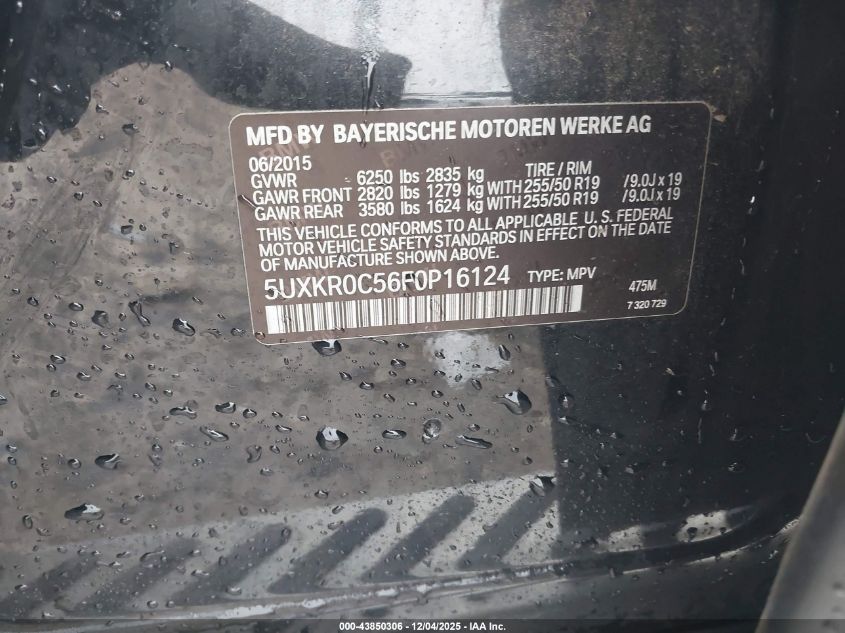 MFD BY BAYERISCHE MOTOREN WERKE AG
06/2015
GVWR 6250 lbs 2835 kg TIRE / RIM
GAWR FRONT 2820 lbs 1279 kg WITH 255/50 R19 /9.0J x 19
GAWR REAR 3580 lbs 1624 kg WITH 255/50 R19 /9.0J x 19
THIS VEHICLE CONFORMS TO ALL APPLICABLE U.S. FEDERAL
MOTOR VEHICLE SAFETY STANDARDS IN EFFECT ON THE DATE
OF MANUFACTURE SHOWN ABOVE.
5UXKR0C56F0P16124 TYPE: MPV 475M
7 320 729
000-43850306 - 12/04/2025 - IAA Inc.